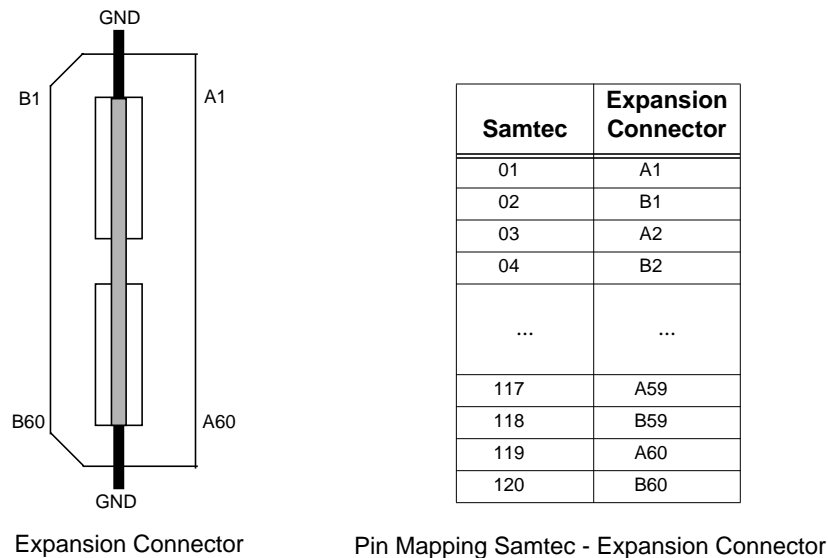 GND
B1
A1
B60
A60
GND
Expansion Connector
Samtec Expansion Connector
01 A1
02 B1
03 A2
04 B2
... ...
117 A59
118 B59
119 A60
120 B60
Pin Mapping Samtec - Expansion Connector